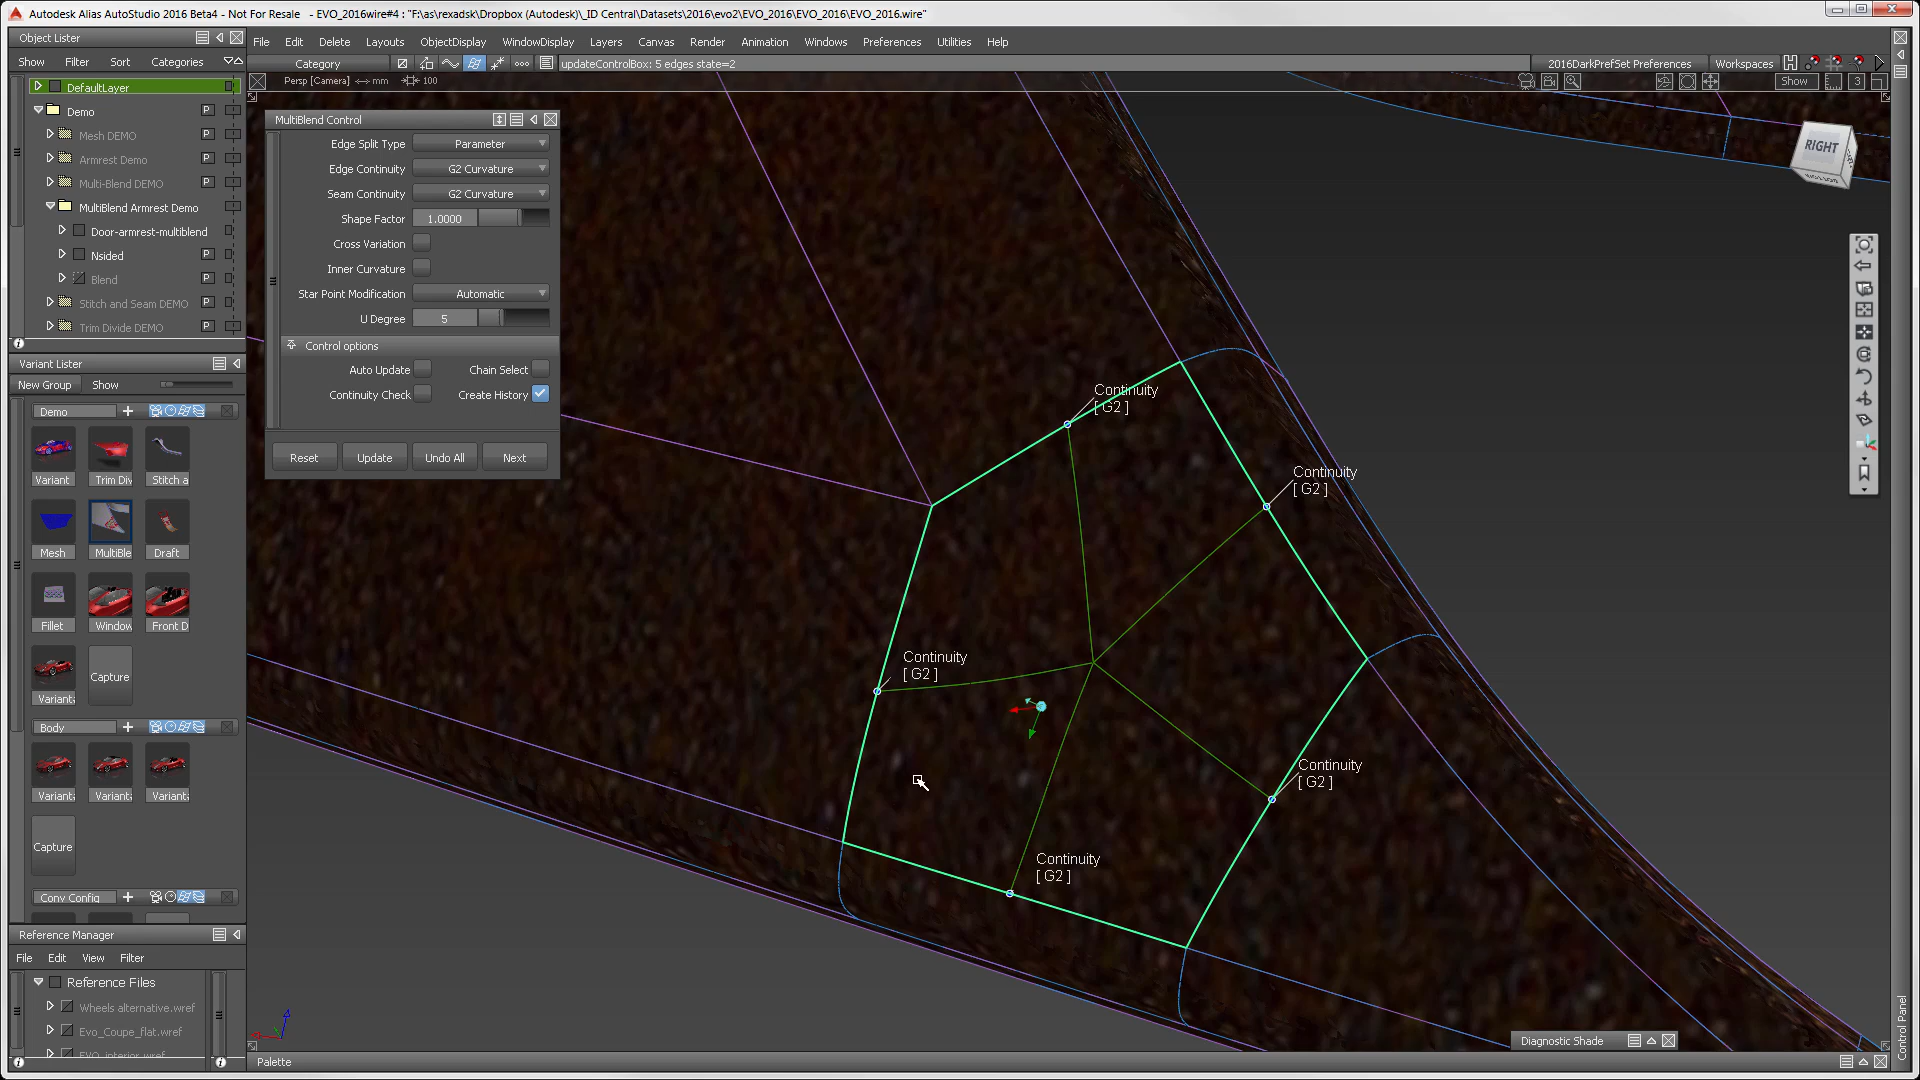 Autodesk Alias AutoStudio 2016 Beta4 - Not For Resale - EVO_2016wire#4 : "F:\as\rexadsk\Dropbox (Autodesk)\_ID Central\Datasets\2016\evo2\EVO_2016\EVO_2016\EVO_2016.wire"
Object Lister
File Edit Delete Layouts ObjectDisplay WindowDisplay Layers Canvas Render Animation Windows Preferences Utilities Help
Show Filter Sort Categories
Category
updateControlBox: 5 edges state=2
2016DarkPrefSet Preferences
Workspaces
Persp [Camera] <-> mm 100
Show
3
DefaultLayer
Demo P
Mesh DEMO P
Armrest Demo P
Multi-Blend DEMO P
MultiBlend Armrest Demo
Door-armrest-multiblend
Nsided P
Blend P
Stitch and Seam DEMO P
Trim Divide DEMO P
MultiBlend Control
Edge Split Type Parameter
Edge Continuity G2 Curvature
Seam Continuity G2 Curvature
Shape Factor 1.0000
Cross Variation
Inner Curvature
Star Point Modification Automatic
U Degree 5
Control options
Auto Update Chain Select
Continuity Check Create History
Reset Update Undo All Next
Variant Lister
New Group Show
Demo
Variant Trim Div Stitch a
Mesh MultiBle Draft
Fillet Window Front D
Variant: Capture
Body
Variant: Variant: Variant:
Capture
Conv Config
Reference Manager
File Edit View Filter
Reference Files
Wheels alternative.wref
Evo_Coupe_flat.wref
EVO_interior.wref
RIGHT
BOTTOM
Continuity
[ G2 ]
Continuity
[ G2 ]
Continuity
[ G2 ]
Continuity
[ G2 ]
Continuity
[ G2 ]
Diagnostic Shade
Control Panel
Palette